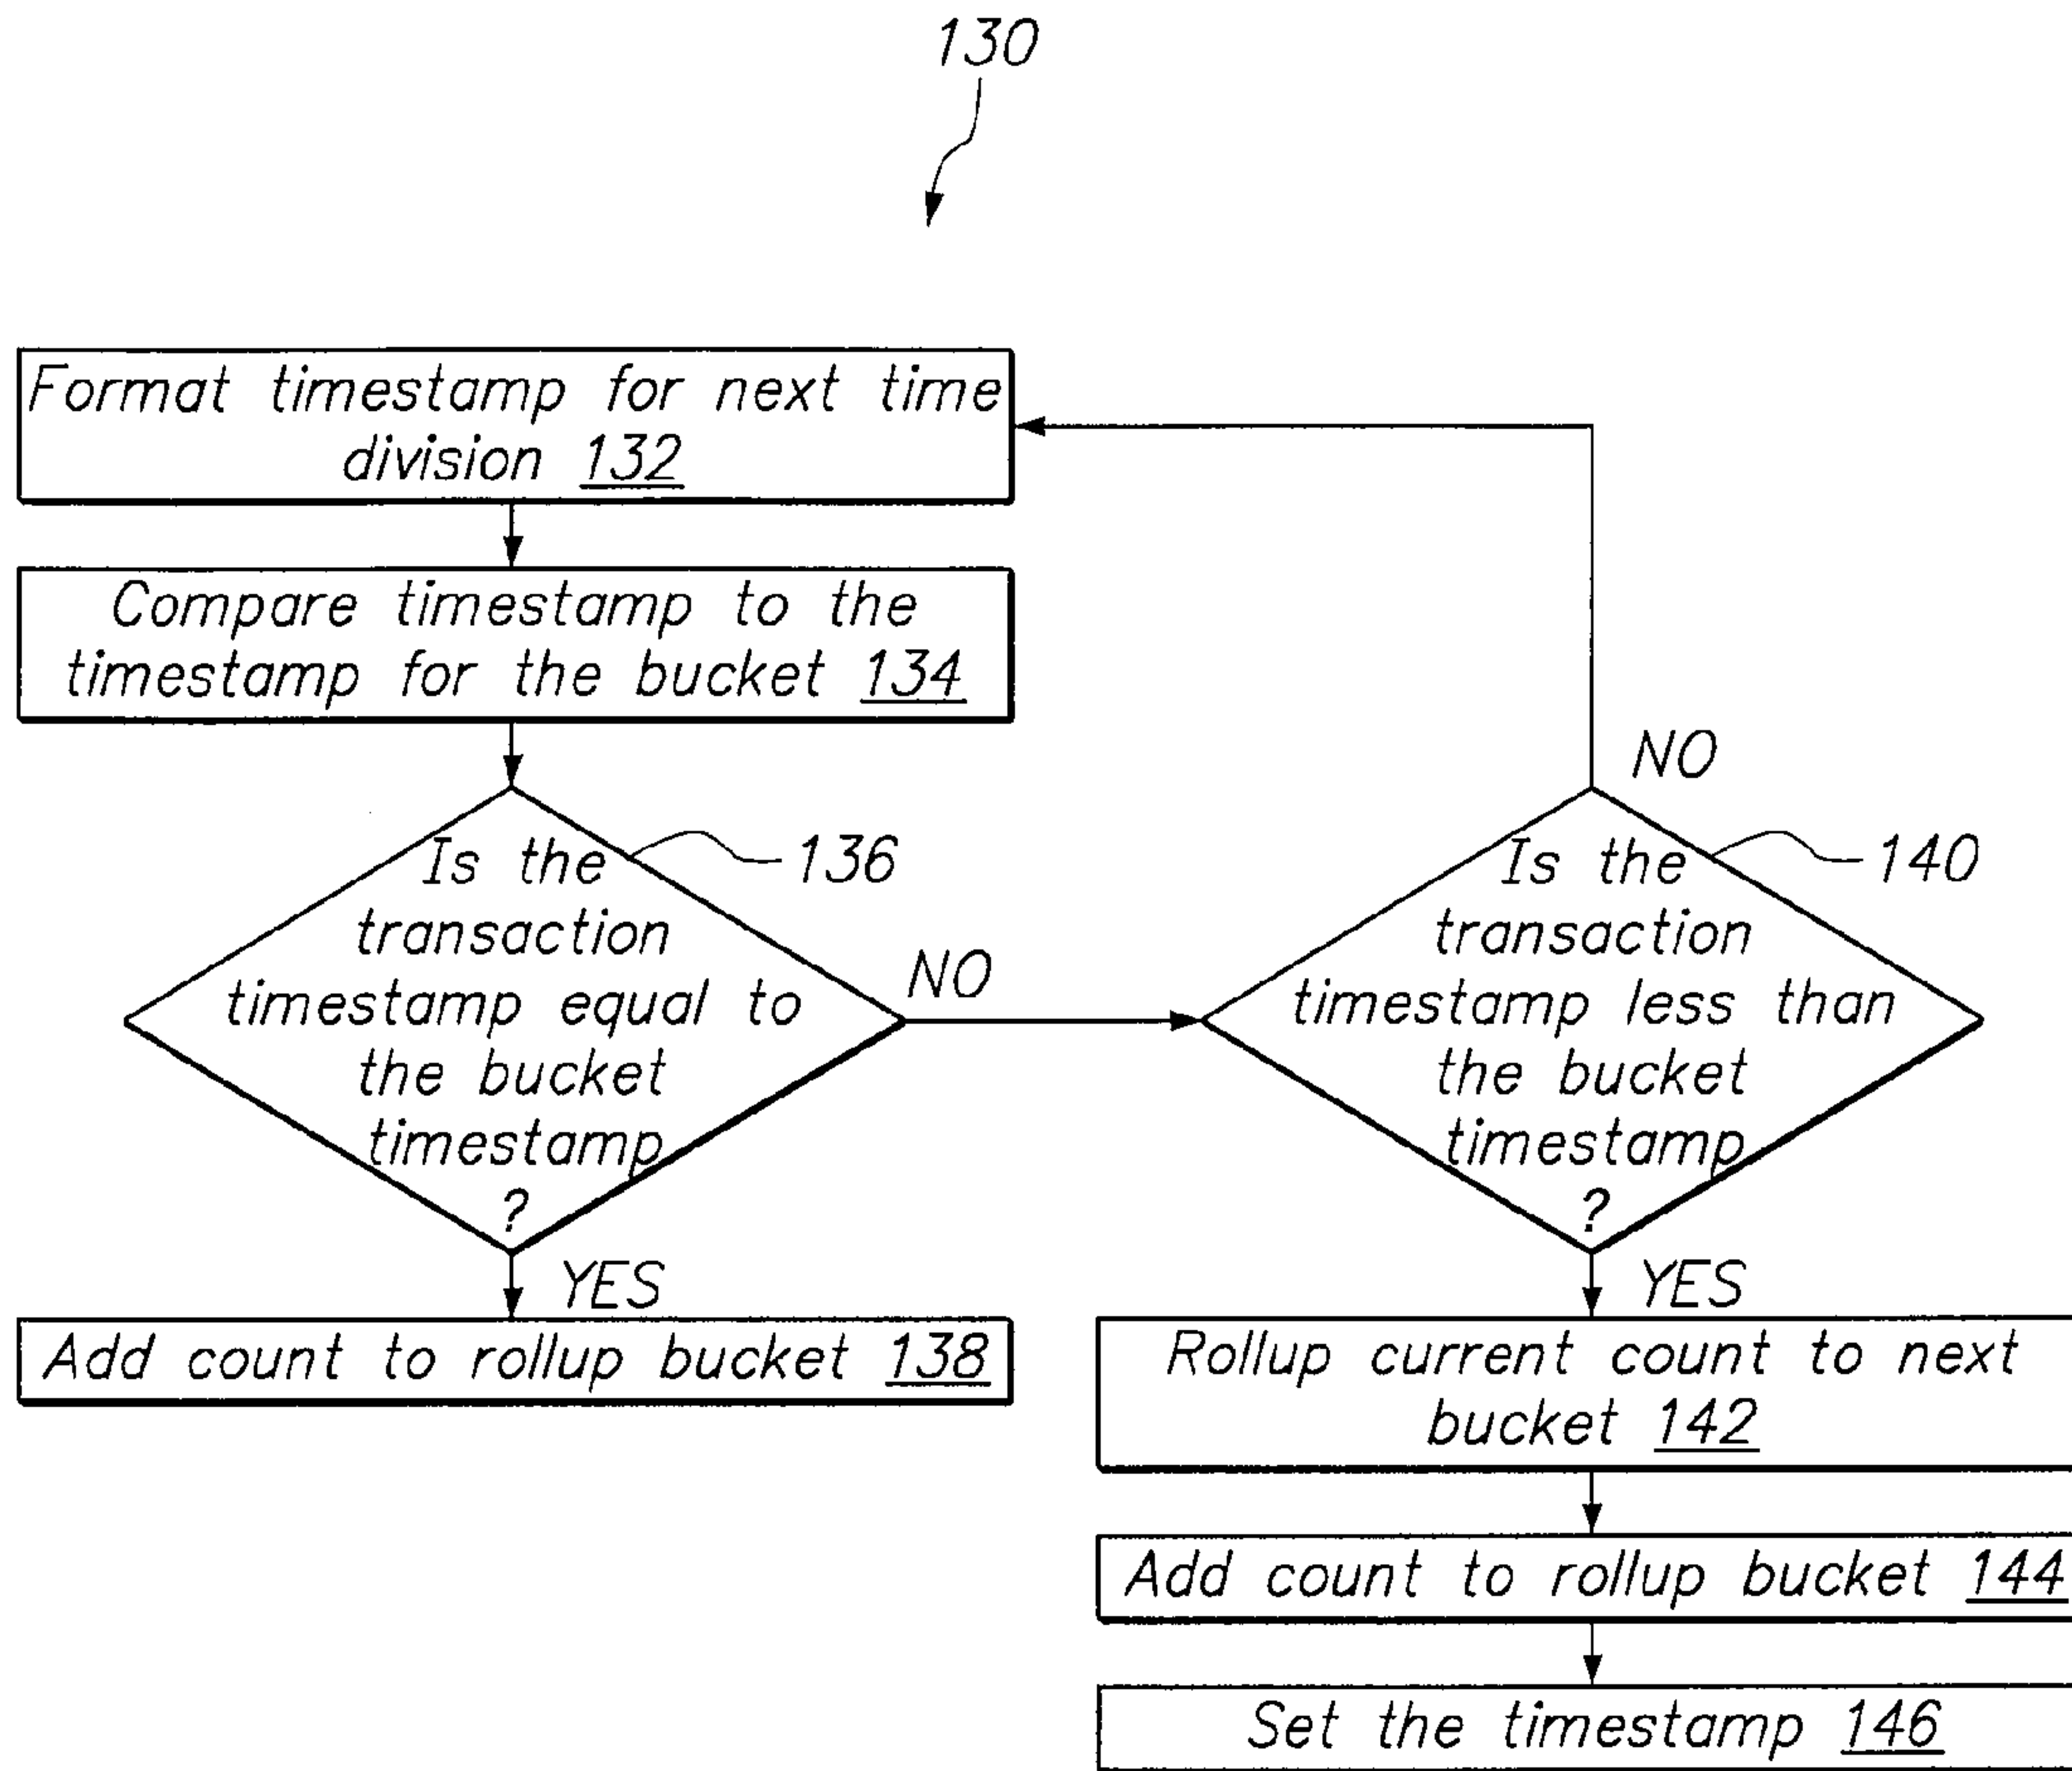 130
Format timestamp for next time
division 132
Compare timestamp to the
timestamp for the bucket 134
Is the
transaction
timestamp equal to
the bucket
timestamp
?
136
NO
YES
Add count to rollup bucket 138
Is the
transaction
timestamp less than
the bucket
timestamp
?
140
NO
YES
Rollup current count to next
bucket 142
Add count to rollup bucket 144
Set the timestamp 146